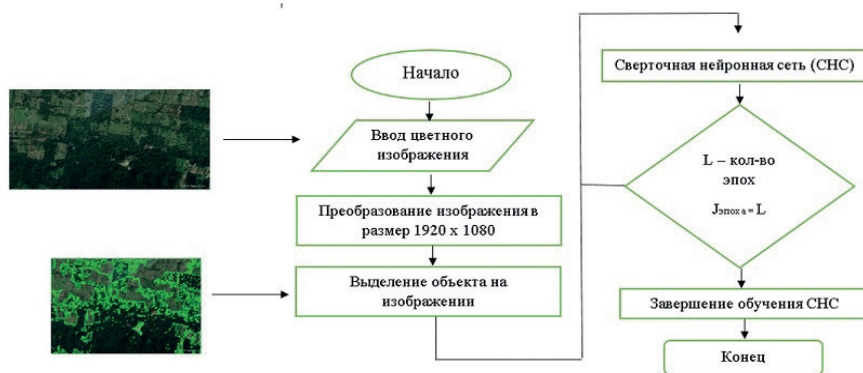 Начало
Ввод цветного
изображения
Преобразование изображения в
размер 1920 x 1080
Выделение объекта на
изображении
Сверточная нейронная сеть (СНС)
L – кол-во
эпох
Jэпоха = L
Завершение обучения СНС
Конец